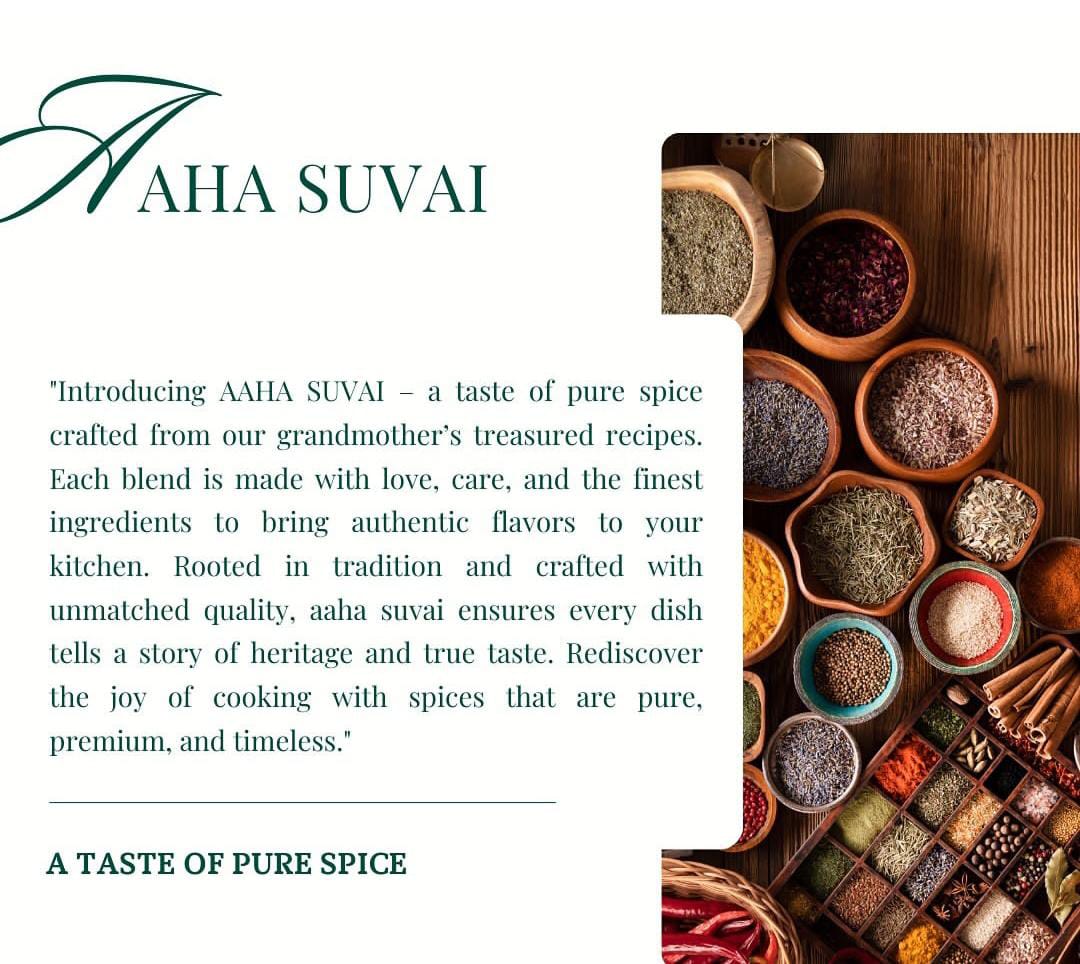 AAHA SUVAI
"Introducing AAHA SUVAI – a taste of pure spice
crafted from our grandmother’s treasured recipes.
Each blend is made with love, care, and the finest
ingredients to bring authentic flavors to your
kitchen. Rooted in tradition and crafted with
unmatched quality, aaha suvai ensures every dish
tells a story of heritage and true taste. Rediscover
the joy of cooking with spices that are pure,
premium, and timeless."
A TASTE OF PURE SPICE